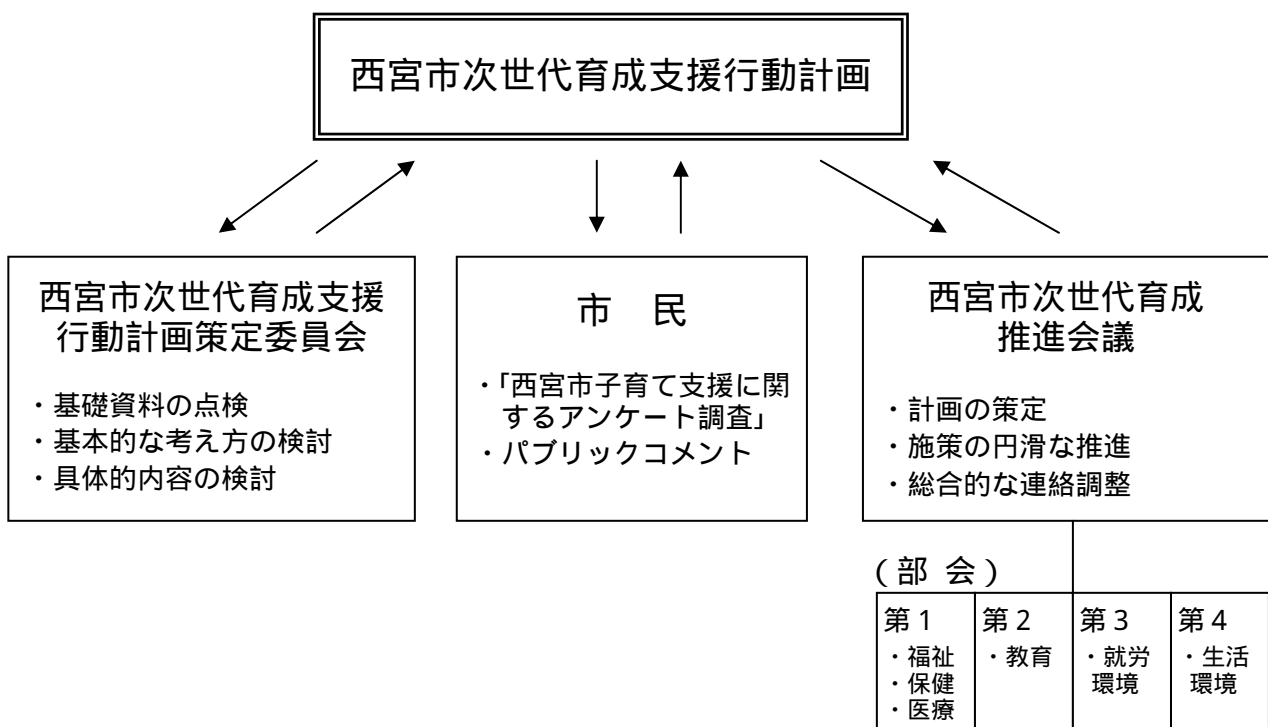 西宮市次世代育成支援行動計画
西宮市次世代育成支援
行動計画策定委員会
・基礎資料の点検
・基本的な考え方の検討
・具体的内容の検討
市　民
・「西宮市子育て支援に関
するアンケート調査」
・パブリックコメント
西宮市次世代育成
推進会議
・計画の策定
・施策の円滑な推進
・総合的な連絡調整
（部 会）
第１
・福祉
・保健
・医療
第２
・教育
第３
・就労
環境
第４
・生活
環境